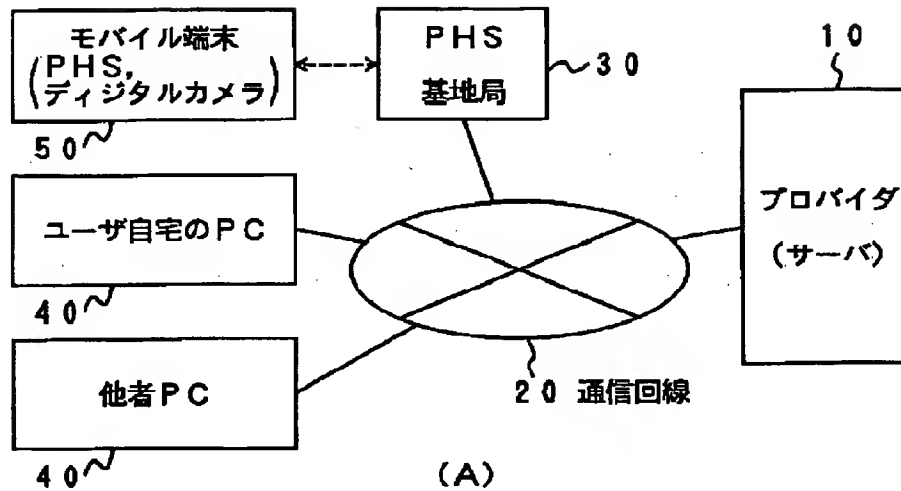 モバイル端末
(PHS,
ディジタルカメラ)
50
PHS
基地局
30
10
プロバイダ
(サーバ)
ユーザ自宅のPC
40
他者PC
40
20 通信回線
(A)